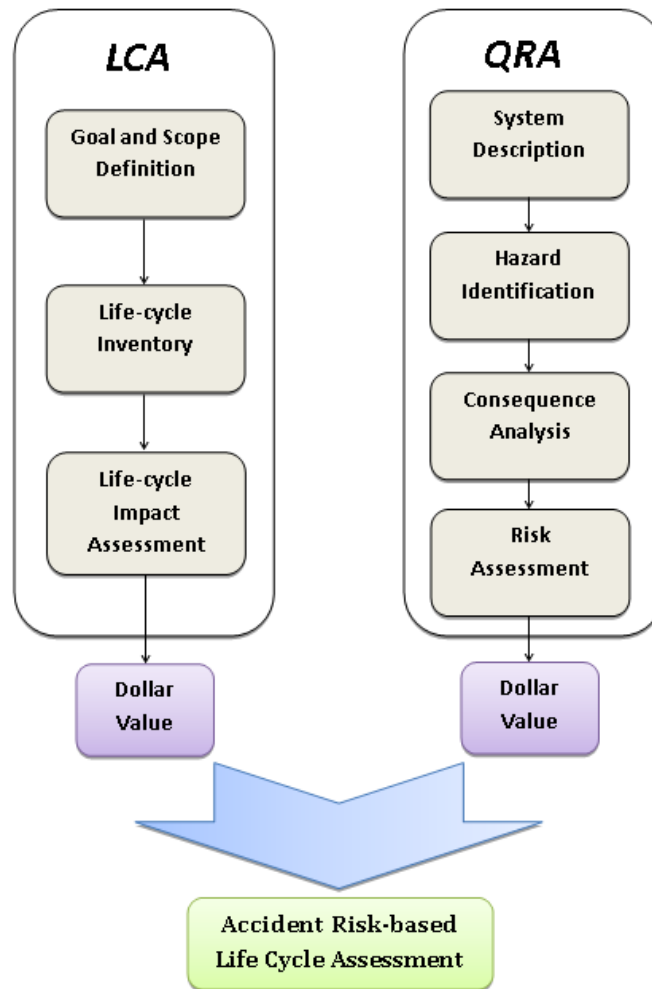 LCA
Goal and Scope
Definition
Life-cycle
Inventory
Life-cycle
Impact
Assessment
Dollar
Value
QRA
System
Description
Hazard
Identification
Consequence
Analysis
Risk
Assessment
Dollar
Value
Accident Risk-based
Life Cycle Assessment